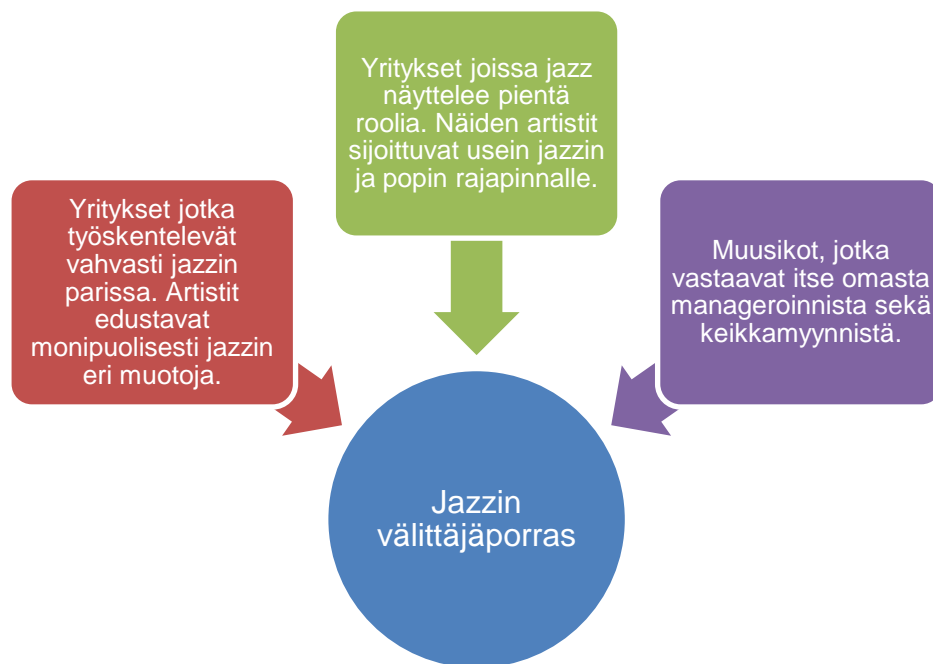 Yritykset jotka
työskentelevät
vahvasti jazzin
parissa. Artistit
edustavat
monipuolisesti jazzin
eri muotoja.
Yritykset joissa jazz
näyttelee pientä
roolia. Näiden artistit
sijoittuvat usein jazzin
ja popin rajapinnalle.
Muusikot, jotka
vastaavat itse omasta
manageroinnista sekä
keikkamyynnistä.
Jazzin
välittäjäporras